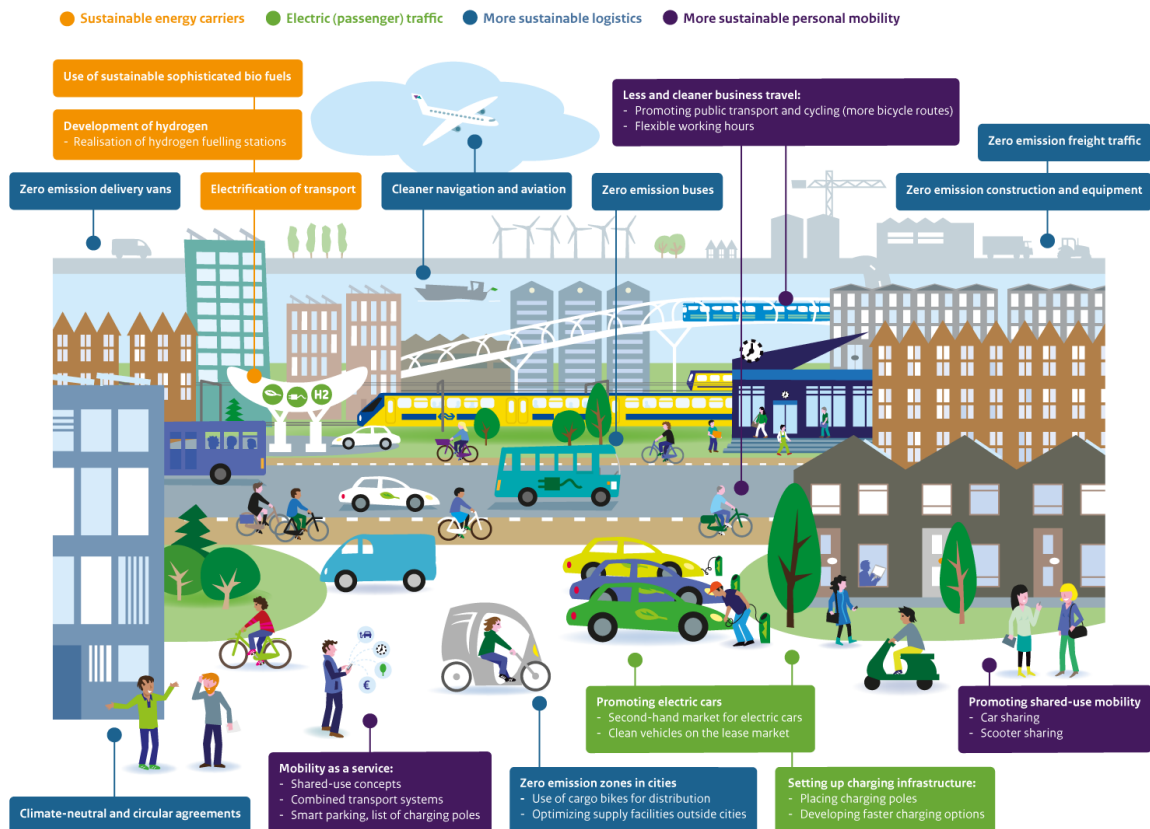 Sustainable energy carriers
Electric (passenger) traffic
More sustainable logistics
More sustainable personal mobility
Use of sustainable sophisticated bio fuels
Development of hydrogen
- Realisation of hydrogen fuelling stations
Less and cleaner business travel:
- Promoting public transport and cycling (more bicycle routes)
- Flexible working hours
Zero emission freight traffic
Zero emission delivery vans
Electrification of transport
Cleaner navigation and aviation
Zero emission buses
Zero emission construction and equipment
H2
€
Promoting electric cars
- Second-hand market for electric cars
- Clean vehicles on the lease market
Promoting shared-use mobility
- Car sharing
- Scooter sharing
Mobility as a service:
- Shared-use concepts
- Combined transport systems
- Smart parking, list of charging poles
Zero emission zones in cities
- Use of cargo bikes for distribution
- Optimizing supply facilities outside cities
Setting up charging infrastructure:
- Placing charging poles
- Developing faster charging options
Climate-neutral and circular agreements